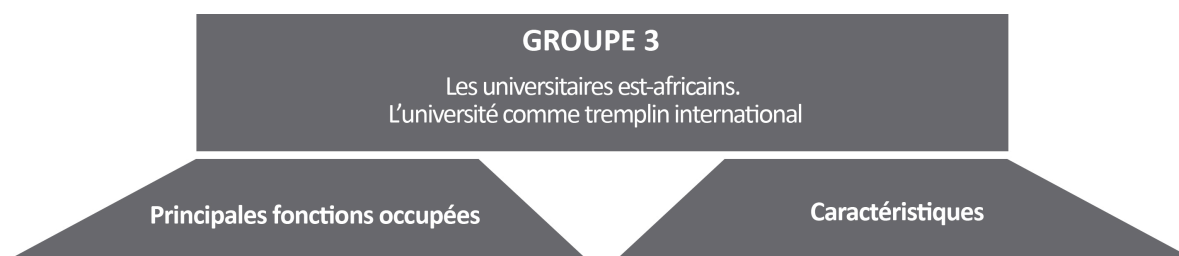 GROUPE 3
Les universitaires est-africains.
L’université comme tremplin international
Principales fonctions occupées
Caractéristiques